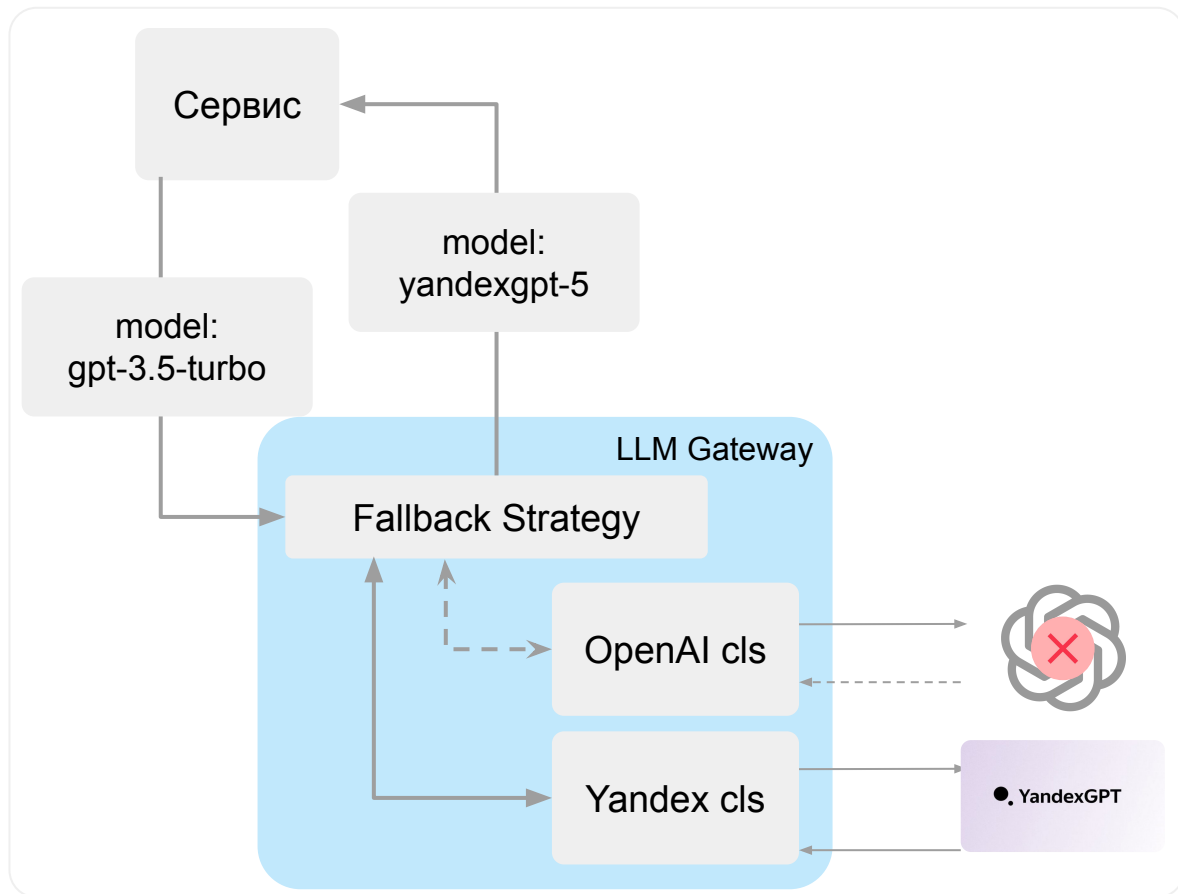 Сервис
model:
yandexgpt-5
model:
gpt-3.5-turbo
LLM Gateway
Fallback Strategy
OpenAI cls
Yandex cls
YandexGPT